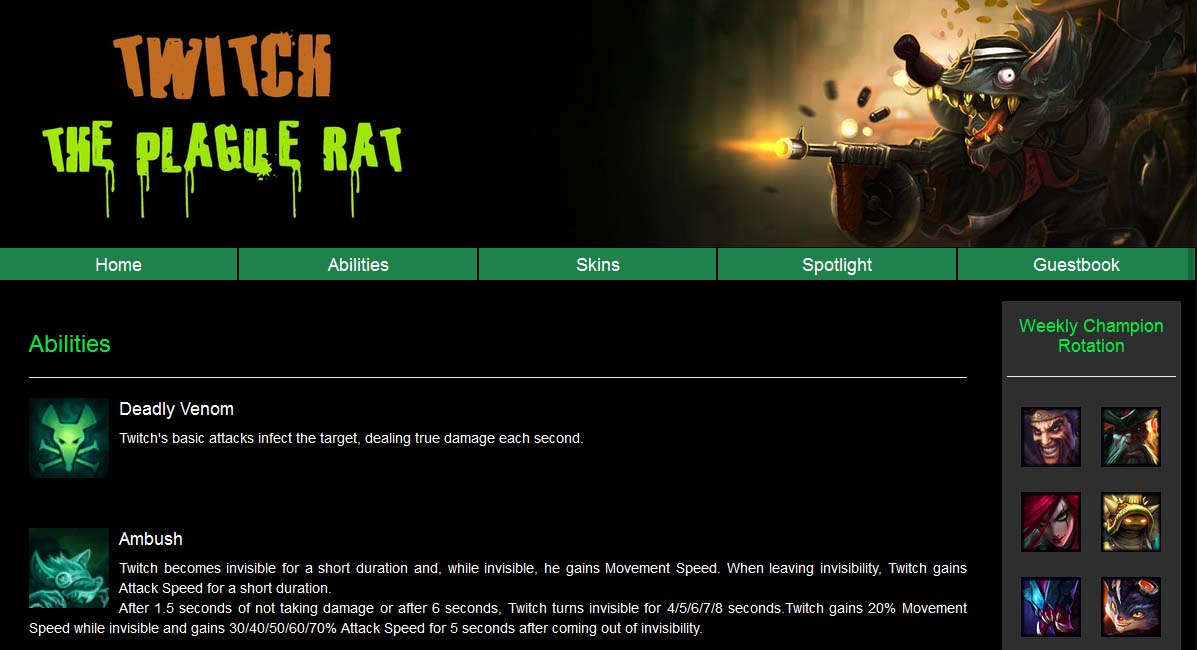 TWITCH
THE PLAGUE RAT
Home
Abilities
Skins
Spotlight
Guestbook
Abilities
Deadly Venom
Twitch's basic attacks infect the target, dealing true damage each second.
Ambush
Twitch becomes invisible for a short duration and, while invisible, he gains Movement Speed. When leaving invisibility, Twitch gains
Attack Speed for a short duration.
After 1.5 seconds of not taking damage or after 6 seconds, Twitch turns invisible for 4/5/6/7/8 seconds.Twitch gains 20% Movement
Speed while invisible and gains 30/40/50/60/70% Attack Speed for 5 seconds after coming out of invisibility.
Weekly Champion
Rotation